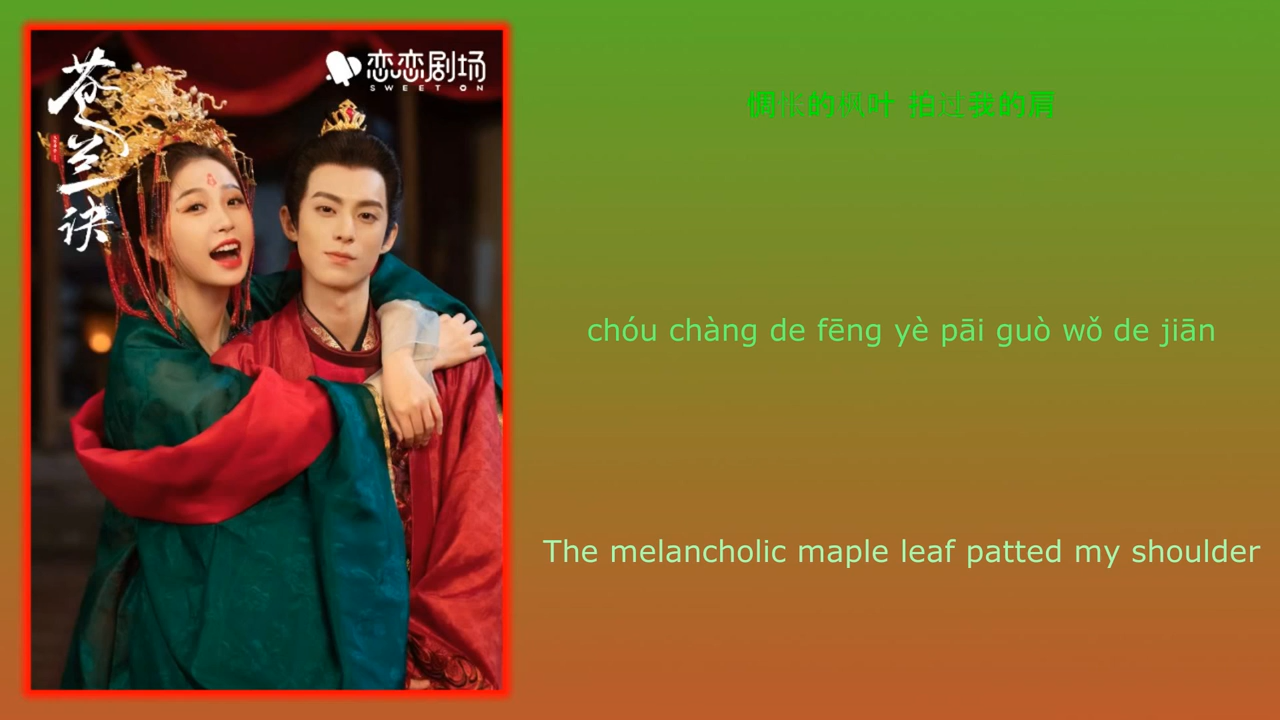 苍兰诀
恋恋剧场
SWEET ON
惆怅的枫叶 拍过我的肩
chóu chàng de fēng yè pāi guò wǒ de jiān
The melancholic maple leaf patted my shoulder